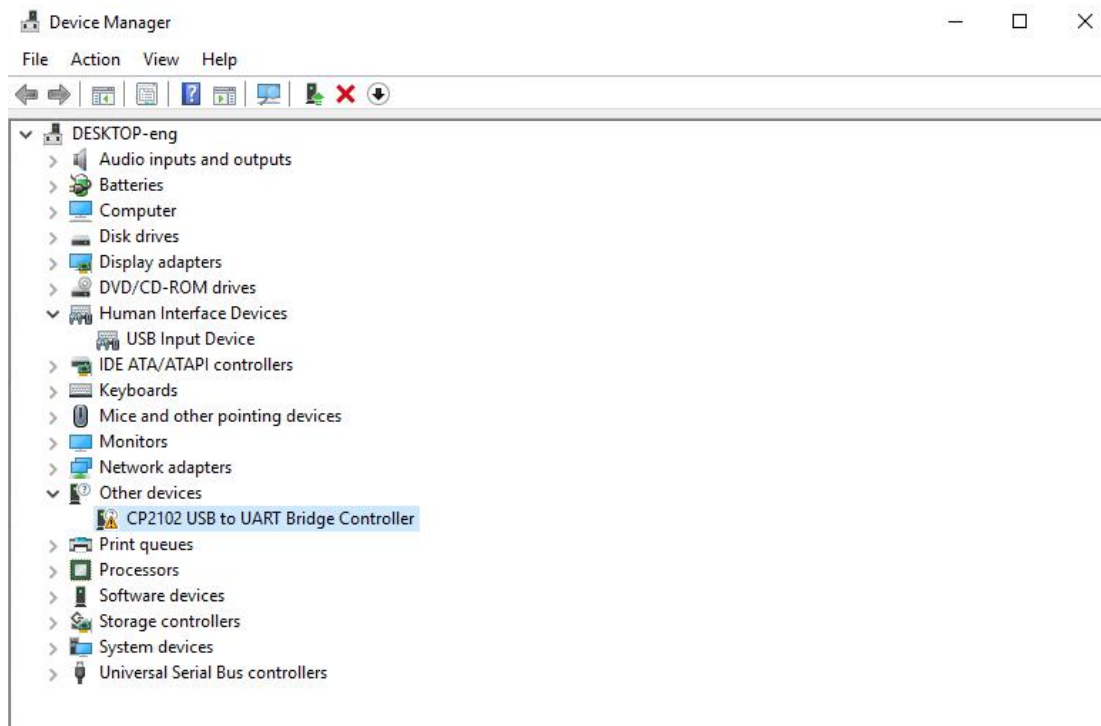 Device Manager
File Action View Help
DESKTOP-eng
Audio inputs and outputs
Batteries
Computer
Disk drives
Display adapters
DVD/CD-ROM drives
Human Interface Devices
USB Input Device
IDE ATA/ATAPI controllers
Keyboards
Mice and other pointing devices
Monitors
Network adapters
Other devices
CP2102 USB to UART Bridge Controller
Print queues
Processors
Software devices
Storage controllers
System devices
Universal Serial Bus controllers